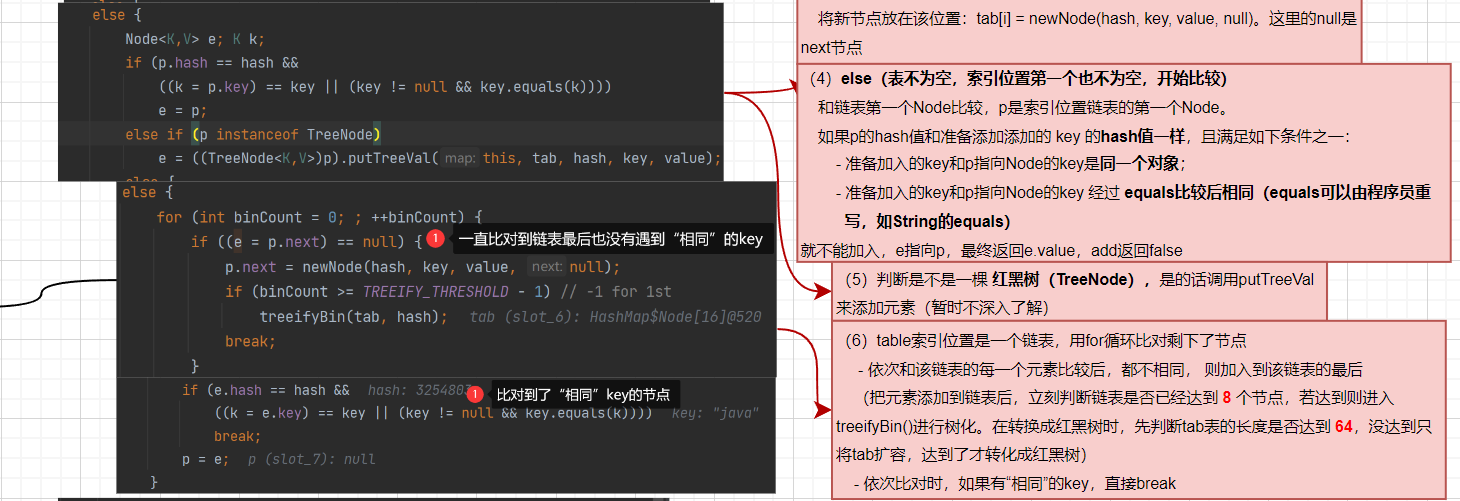 else {
Node<K,V> e; K k;
if (p.hash == hash &&
((k = p.key) == key || (key != null && key.equals(k))))
e = p;
else if (p instanceof TreeNode)
e = ((TreeNode<K,V>)p).putTreeVal( map: this, tab, hash, key, value);
else {
else {
for (int binCount = 0; ; ++binCount) {
if ((e = p.next) == null) {
1 一直比对到链表最后也没有遇到“相同”的key
p.next = newNode(hash, key, value, next: null);
if (binCount >= TREEIFY_THRESHOLD - 1) // -1 for 1st
treeifyBin(tab, hash); tab (slot_6): HashMap$Node[16]@520
break;
}
if (e.hash == hash && hash: 3254803
1 比对到了“相同”key的节点
((k = e.key) == key || (key != null && key.equals(k)))) key: "java"
break;
p = e; p (slot_7): null
}
将新节点放在该位置：tab[i] = newNode(hash, key, value, null)。这里的null是
next节点
（4）else（表不为空，索引位置第一个也不为空，开始比较）
和链表第一个Node比较，p是索引位置链表的第一个Node。
如果p的hash值和准备添加添加的 key 的hash值一样，且满足如下条件之一：
- 准备加入的key和p指向Node的key是同一个对象；
- 准备加入的key和p指向Node的key 经过 equals比较后相同（equals可以由程序员重
写，如String的equals）
就不能加入，e指向p，最终返回e.value，add返回false
（5）判断是不是一棵 红黑树（TreeNode），是的话调用putTreeVal
来添加元素（暂时不深入了解）
（6）table索引位置是一个链表，用for循环比对剩下了节点
- 依次和该链表的每一个元素比较后，都不相同， 则加入到该链表的最后
（把元素添加到链表后，立刻判断链表是否已经达到 8 个节点，若达到则进入
treeifyBin()进行树化。在转换成红黑树时，先判断tab表的长度是否达到 64，没达到只
将tab扩容，达到了才转化成红黑树）
- 依次比对时，如果有“相同”的key，直接break